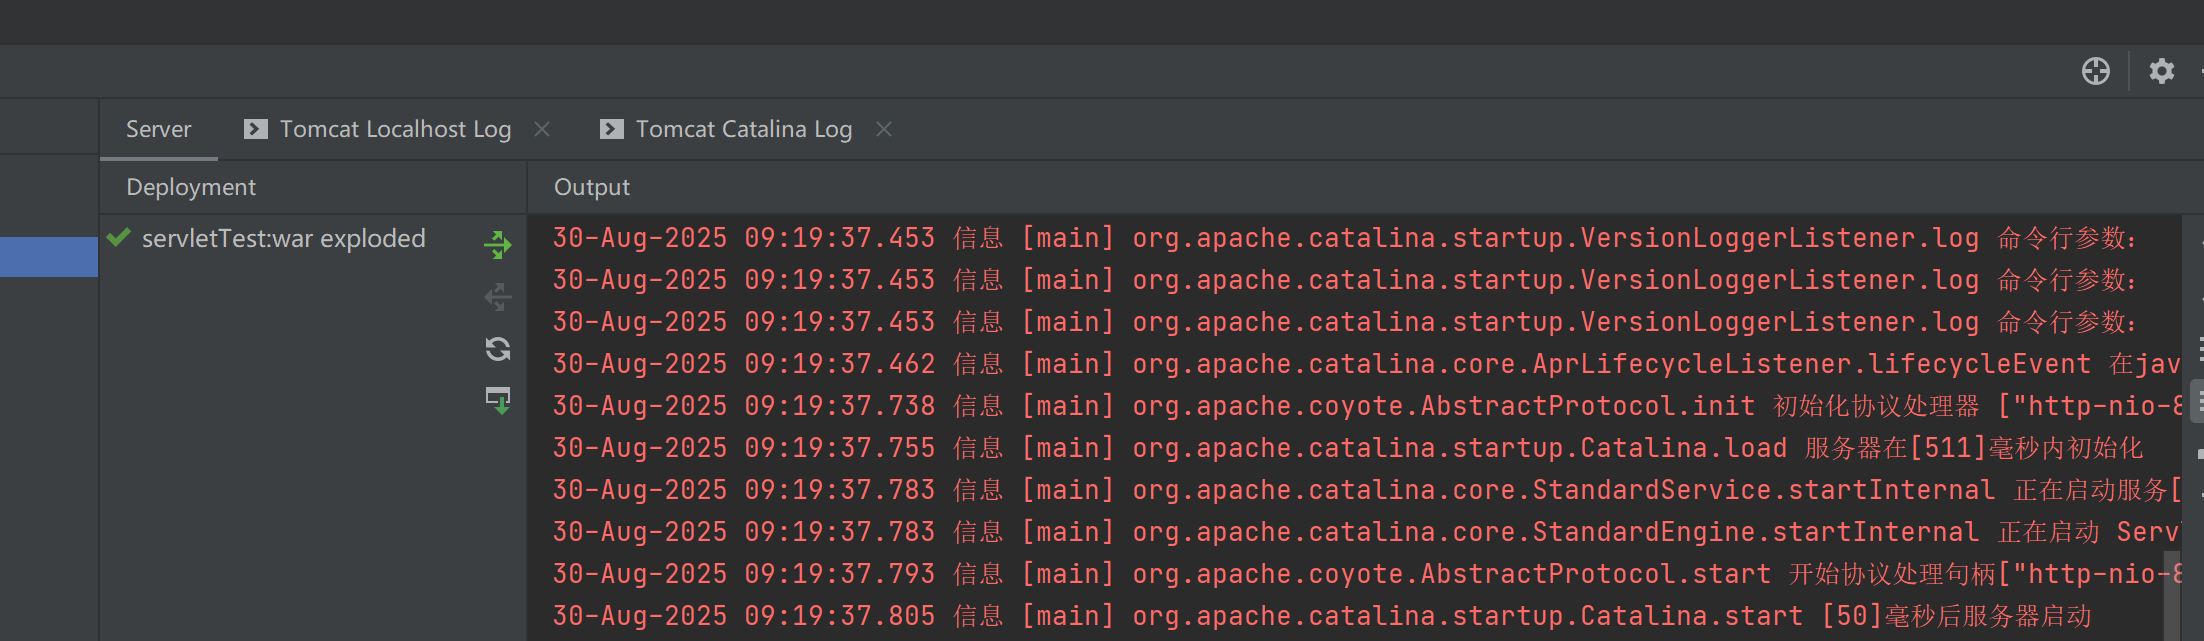 Server Tomcat Localhost Log Tomcat Catalina Log
Deployment Output
servletTest:war exploded
30-Aug-2025 09:19:37.453 信息 [main] org.apache.catalina.startup.VersionLoggerListener.log 命令行参数:
30-Aug-2025 09:19:37.453 信息 [main] org.apache.catalina.startup.VersionLoggerListener.log 命令行参数:
30-Aug-2025 09:19:37.453 信息 [main] org.apache.catalina.startup.VersionLoggerListener.log 命令行参数:
30-Aug-2025 09:19:37.462 信息 [main] org.apache.catalina.core.AprLifecycleListener.lifecycleEvent 在jav
30-Aug-2025 09:19:37.738 信息 [main] org.apache.coyote.AbstractProtocol.init 初始化协议处理器 ["http-nio-8
30-Aug-2025 09:19:37.755 信息 [main] org.apache.catalina.startup.Catalina.load 服务器在[511]毫秒内初始化
30-Aug-2025 09:19:37.783 信息 [main] org.apache.catalina.core.StandardService.startInternal 正在启动服务[
30-Aug-2025 09:19:37.783 信息 [main] org.apache.catalina.core.StandardEngine.startInternal 正在启动 Serv
30-Aug-2025 09:19:37.793 信息 [main] org.apache.coyote.AbstractProtocol.start 开始协议处理句柄["http-nio-8
30-Aug-2025 09:19:37.805 信息 [main] org.apache.catalina.startup.Catalina.start [50]毫秒后服务器启动